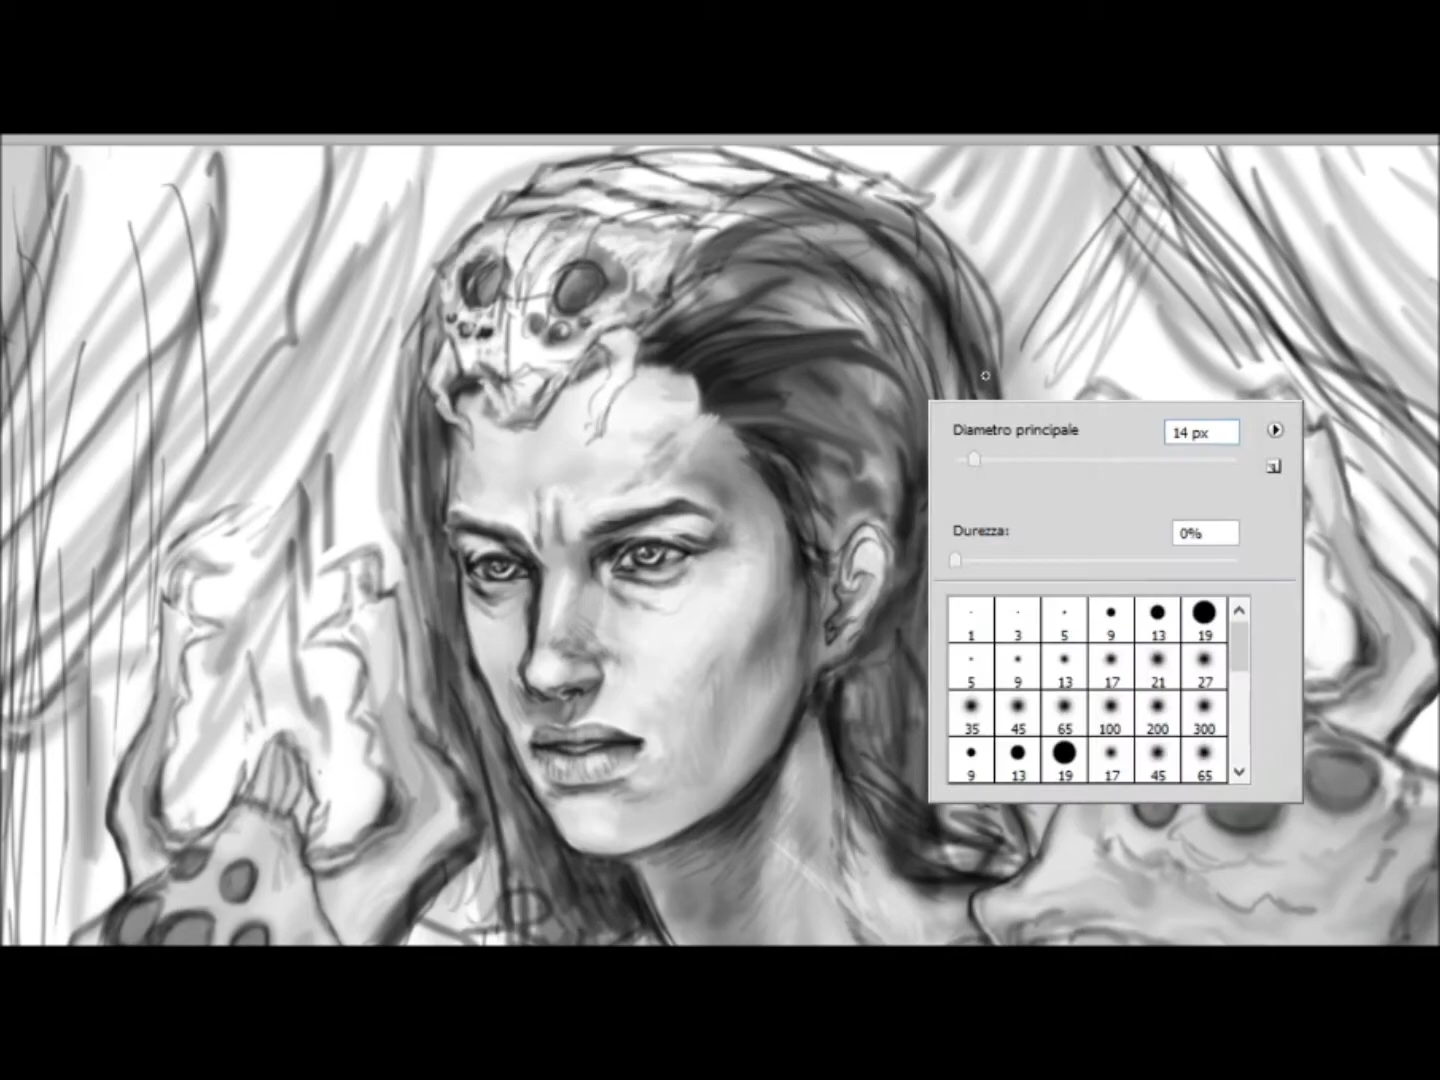 Diametro principale 14 px
Durezza: 0%
1 3 5 9 13 19
5 9 13 17 21 27
35 45 65 100 200 300
9 13 19 17 45 65